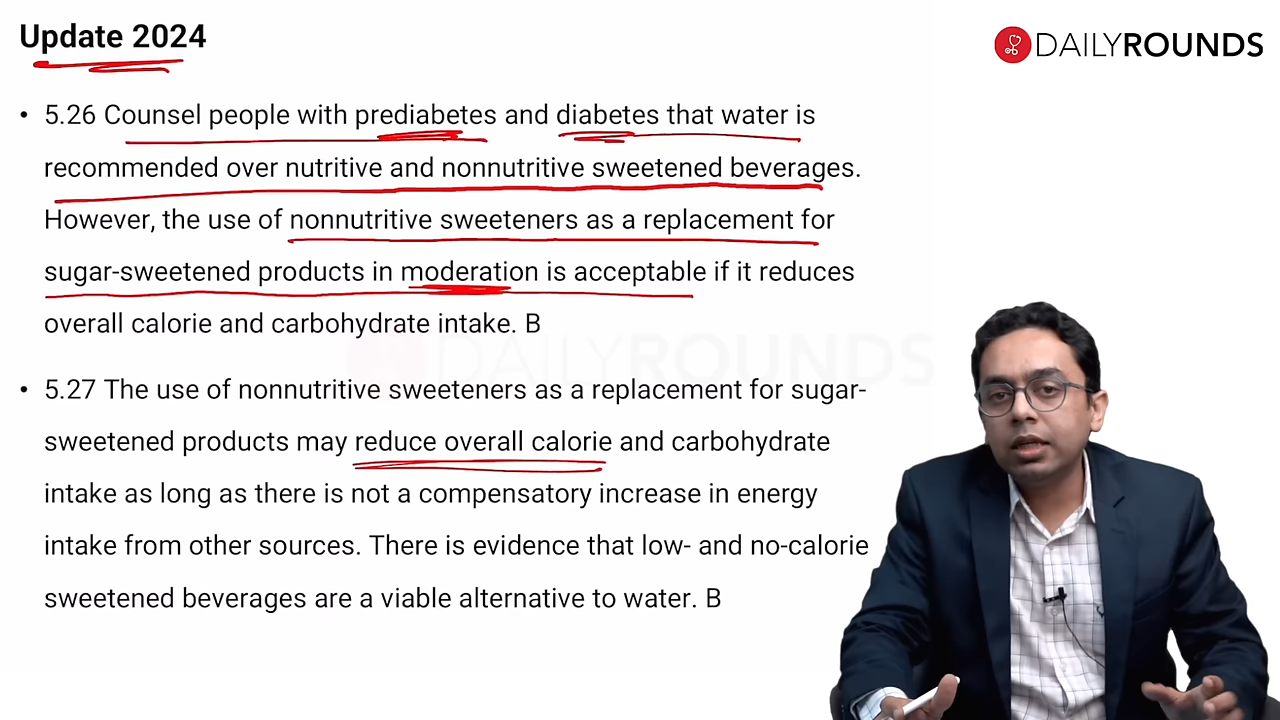 Update 2024
DAILYROUNDS
• 5.26 Counsel people with prediabetes and diabetes that water is
recommended over nutritive and nonnutritive sweetened beverages.
However, the use of nonnutritive sweeteners as a replacement for
sugar-sweetened products in moderation is acceptable if it reduces
overall calorie and carbohydrate intake. B
DAILYROUNDS
• 5.27 The use of nonnutritive sweeteners as a replacement for sugar-
sweetened products may reduce overall calorie and carbohydrate
intake as long as there is not a compensatory increase in energy
intake from other sources. There is evidence that low- and no-calorie
sweetened beverages are a viable alternative to water. B